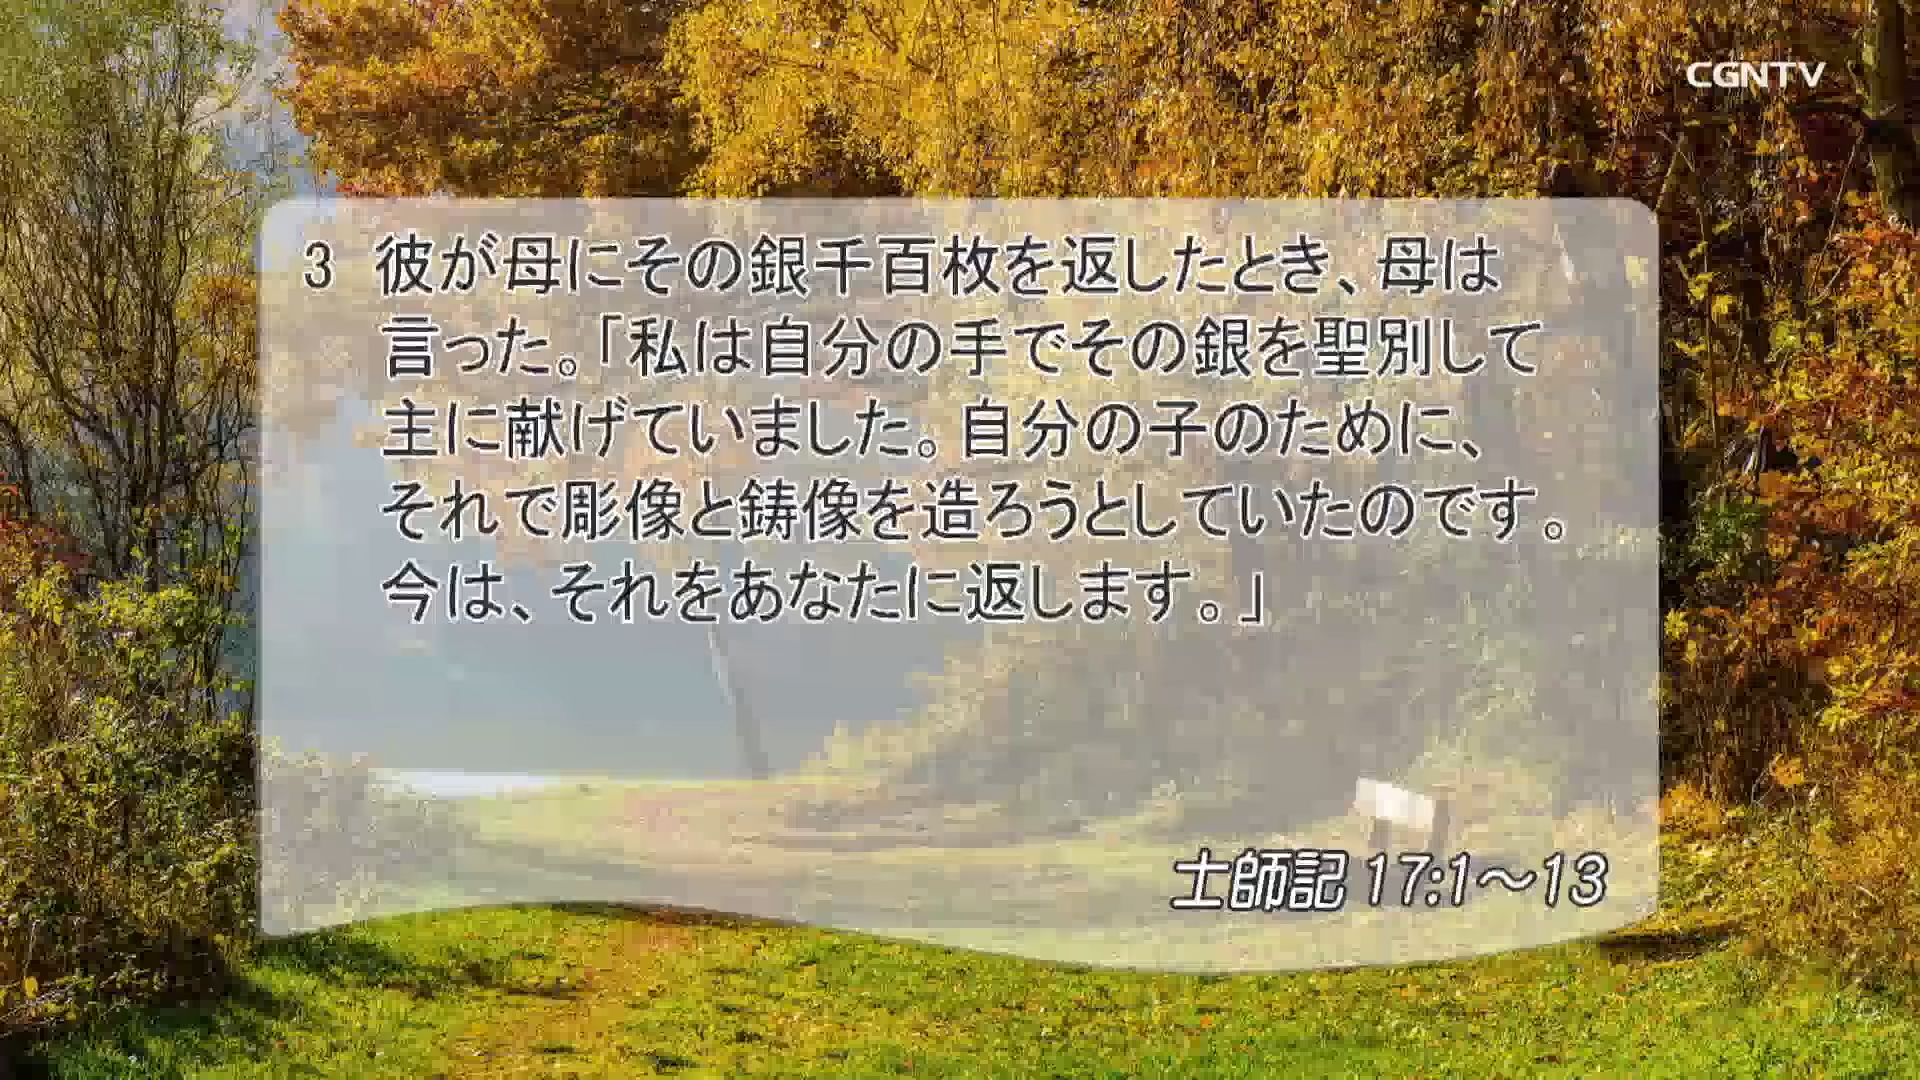 CGNTV
3 彼が母にその銀千百枚を返したとき、母は
言った。「私は自分の手でその銀を聖別して
主に献げていました。自分の子のために、
それで彫像と鋳像を造ろうとしていたのです。
今は、それをあなたに返します。」
士師記 17:1～13